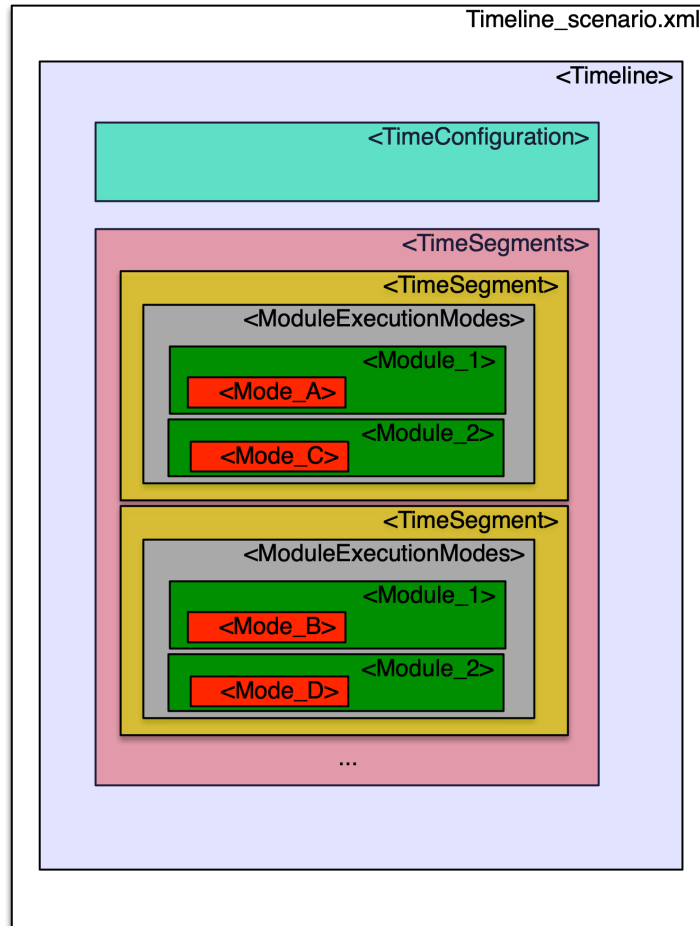 Timeline_scenario.xml
<Timeline>
<TimeConfiguration>
<TimeSegments>
<TimeSegment>
<ModuleExecutionModes>
<Module_1>
<Mode_A>
<Module_2>
<Mode_C>
<TimeSegment>
<ModuleExecutionModes>
<Module_1>
<Mode_B>
<Module_2>
<Mode_D>
...